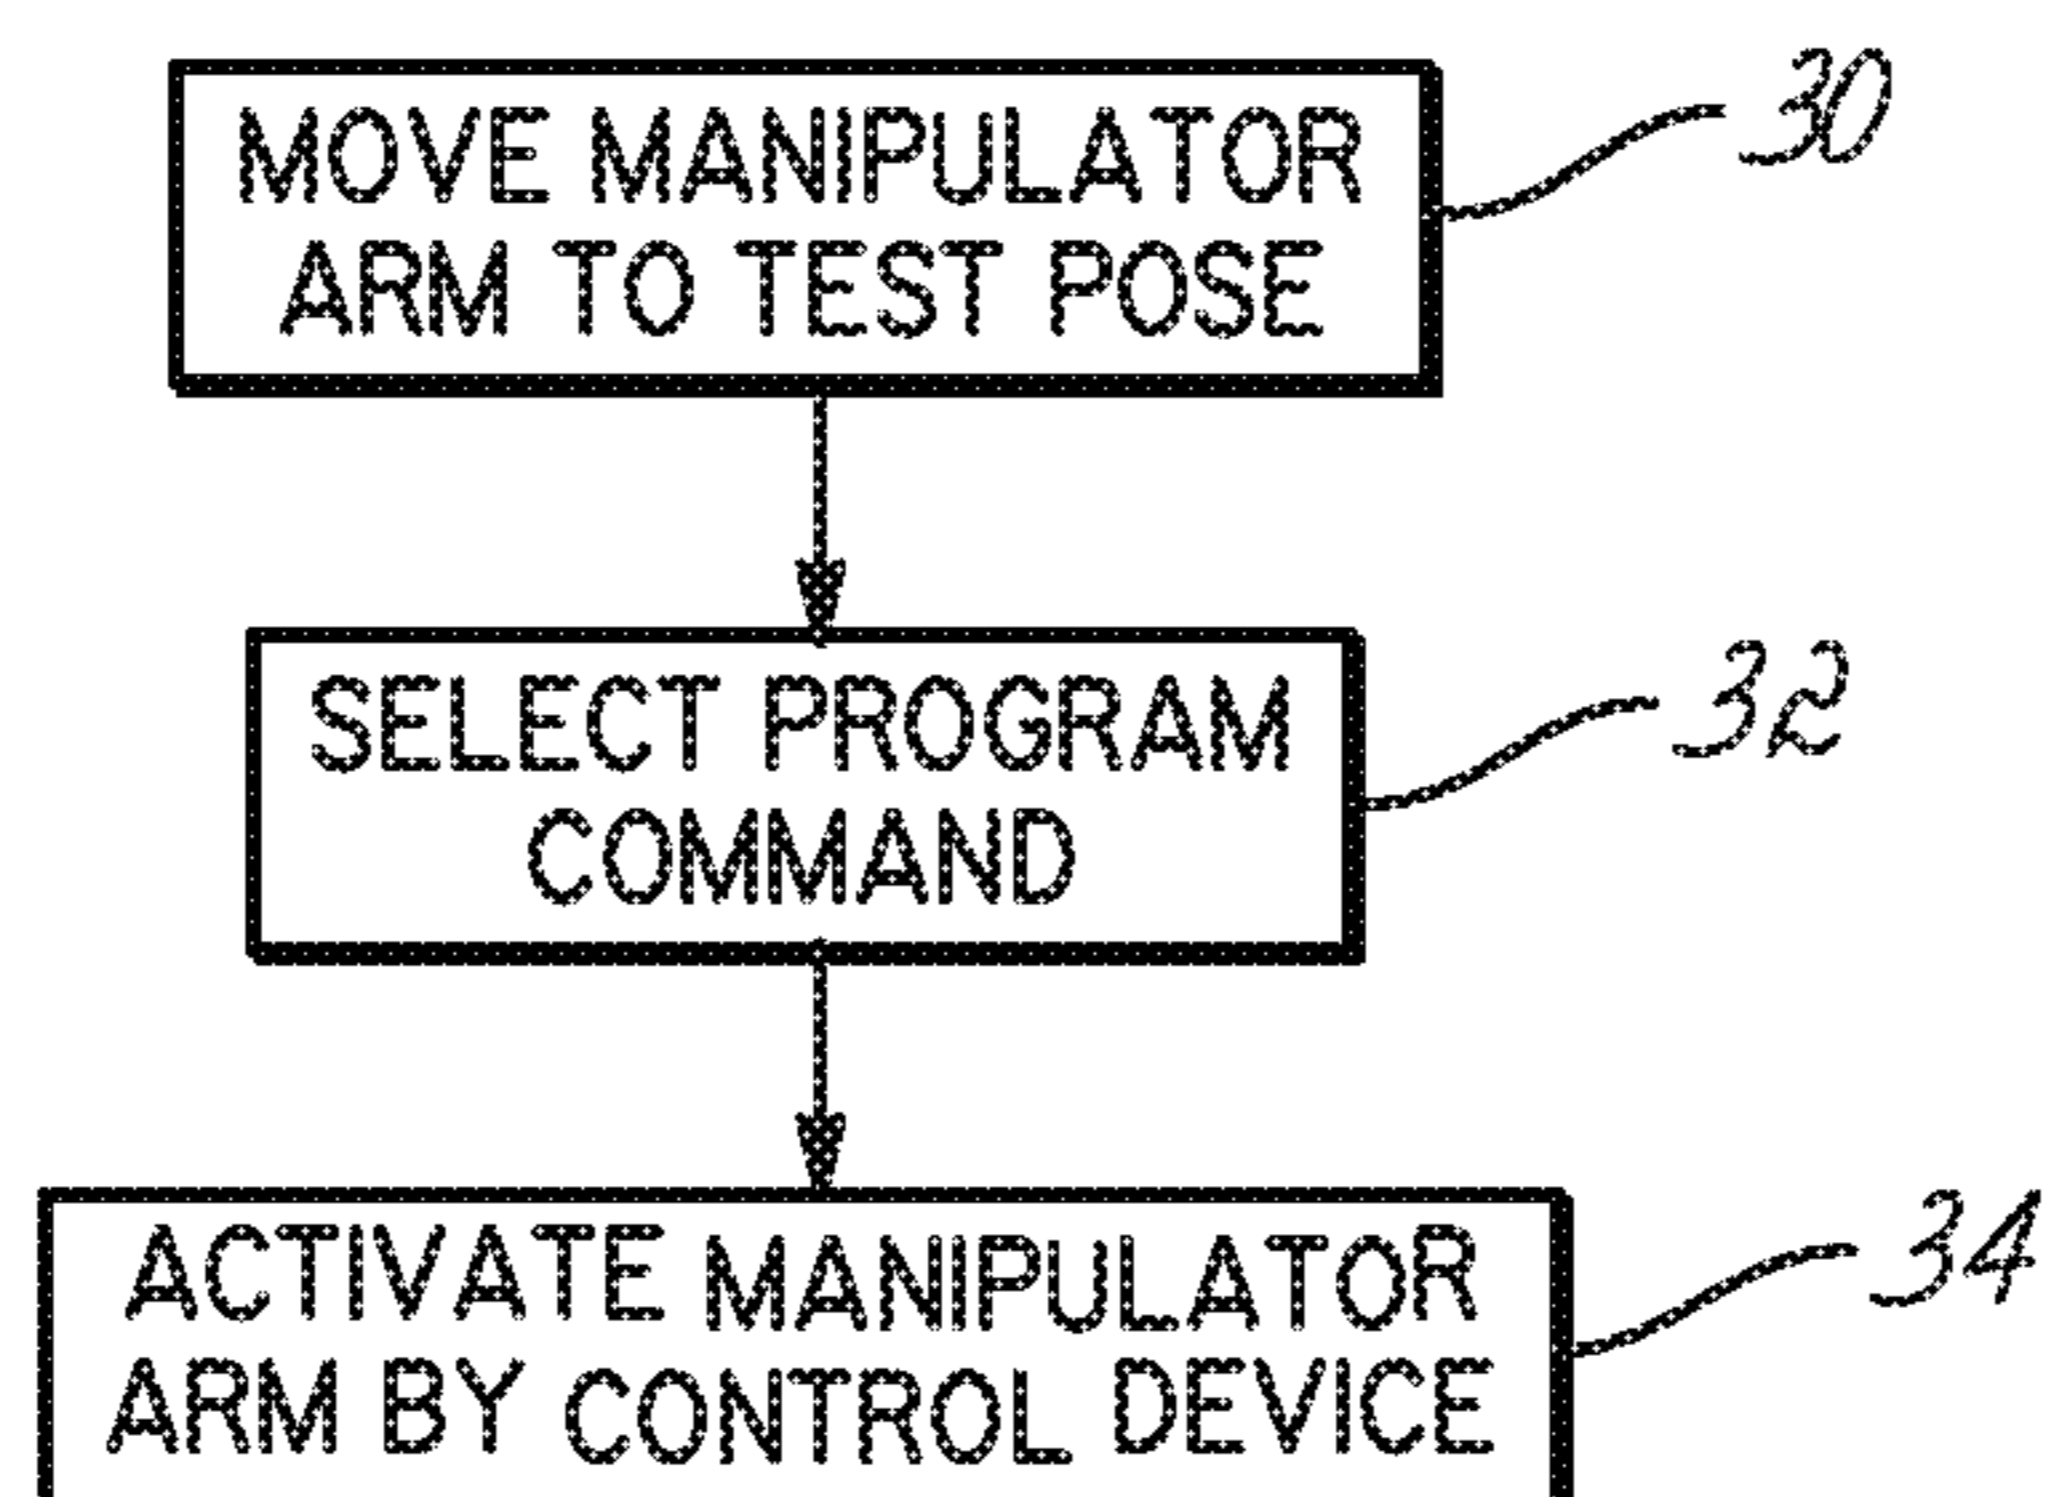 MOVE MANIPULATOR
ARM TO TEST POSE
30
SELECT PROGRAM
COMMAND
32
ACTIVATE MANIPULATOR
ARM BY CONTROL DEVICE
34